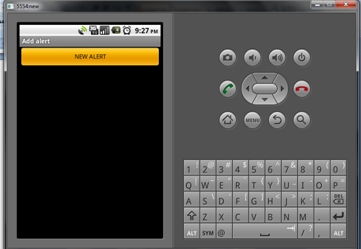 5554:new
9:27 PM
Add alert
NEW ALERT
MENU
1 2 3 4 5 6 7 8 9 0
Q W E R T Y U I O P
A S D F G H J K L DEL
Z X C V B N M .
ALT SYM @ / , ALT